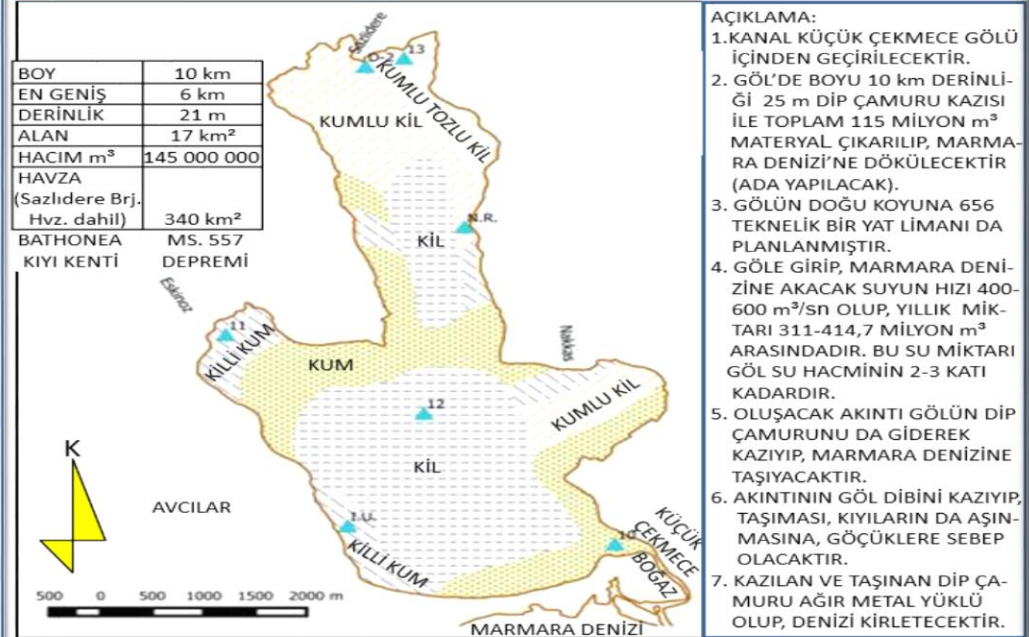 BOY 10 km
EN GENİŞ 6 km
DERİNLİK 21 m
ALAN 17 km²
HACIM m³ 145 000 000
HAVZA
(Sazlıdere Brj.
Hvz. dahil) 340 km²
BATHONEA MS. 557
KIYI KENTİ DEPREMİ
Sazlıdere
13
KUMLU TOZLU KİL
KUMLU KİL
N.R.
KİL
Eskinoz
11
KİLLİ KUM
KUM
Nakkas
KUMLU KİL
12
KİL
K
AVCILAR
KİLLİ KUM
10
KÜÇÜK
ÇEKMECE
BOĞAZ
500 0 500 1000 1500 2000 m
MARMARA DENİZİ
AÇIKLAMA:
1.KANAL KÜÇÜK ÇEKMECE GÖLÜ
İÇİNDEN GEÇİRİLECEKTİR.
2. GÖL'DE BOYU 10 km DERİNLİ-
Ğİ 25 m DİP ÇAMURU KAZISI
İLE TOPLAM 115 MİLYON m³
MATERYAL ÇIKARILIP, MARMA-
RA DENİZİ'NE DÖKÜLECEKTİR
(ADA YAPILACAK).
3. GÖLÜN DOĞU KOYUNA 656
TEKNELİK BİR YAT LİMANI DA
PLANLANMIŞTIR.
4. GÖLE GİRİP, MARMARA DENİ-
ZİNE AKACAK SUYUN HIZI 400-
600 m³/sn OLUP, YILLIK MİK-
TARI 311-414,7 MİLYON m³
ARASINDADIR. BU SU MİKTARI
GÖL SU HACMİNİN 2-3 KATI
KADARDIR.
5. OLUŞACAK AKINTI GÖLÜN DİP
ÇAMURUNU DA GİDEREK
KAZIYIP, MARMARA DENİZİNE
TAŞIYACAKTIR.
6. AKINTININ GÖL DİBİNİ KAZIYIP,
TAŞIMASI, KIYILARIN DA AŞIN-
MASINA, GÖÇÜKLERE SEBEP
OLACAKTIR.
7. KAZILAN VE TAŞINAN DİP ÇA-
MURU AĞIR METAL YÜKLÜ
OLUP, DENİZİ KİRLETECEKTİR.